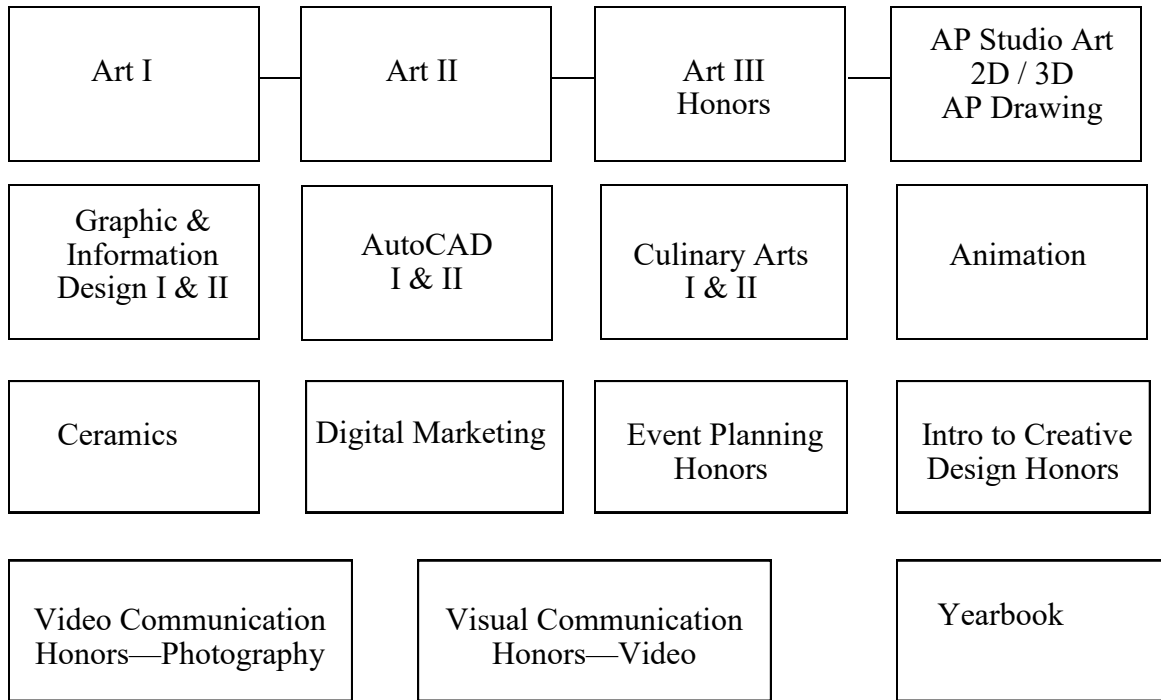 Art I
Art II
Art III
Honors
AP Studio Art
2D / 3D
AP Drawing
Graphic &
Information
Design I & II
AutoCAD
I & II
Culinary Arts
I & II
Animation
Ceramics
Digital Marketing
Event Planning
Honors
Intro to Creative
Design Honors
Video Communication
Honors—Photography
Visual Communication
Honors—Video
Yearbook